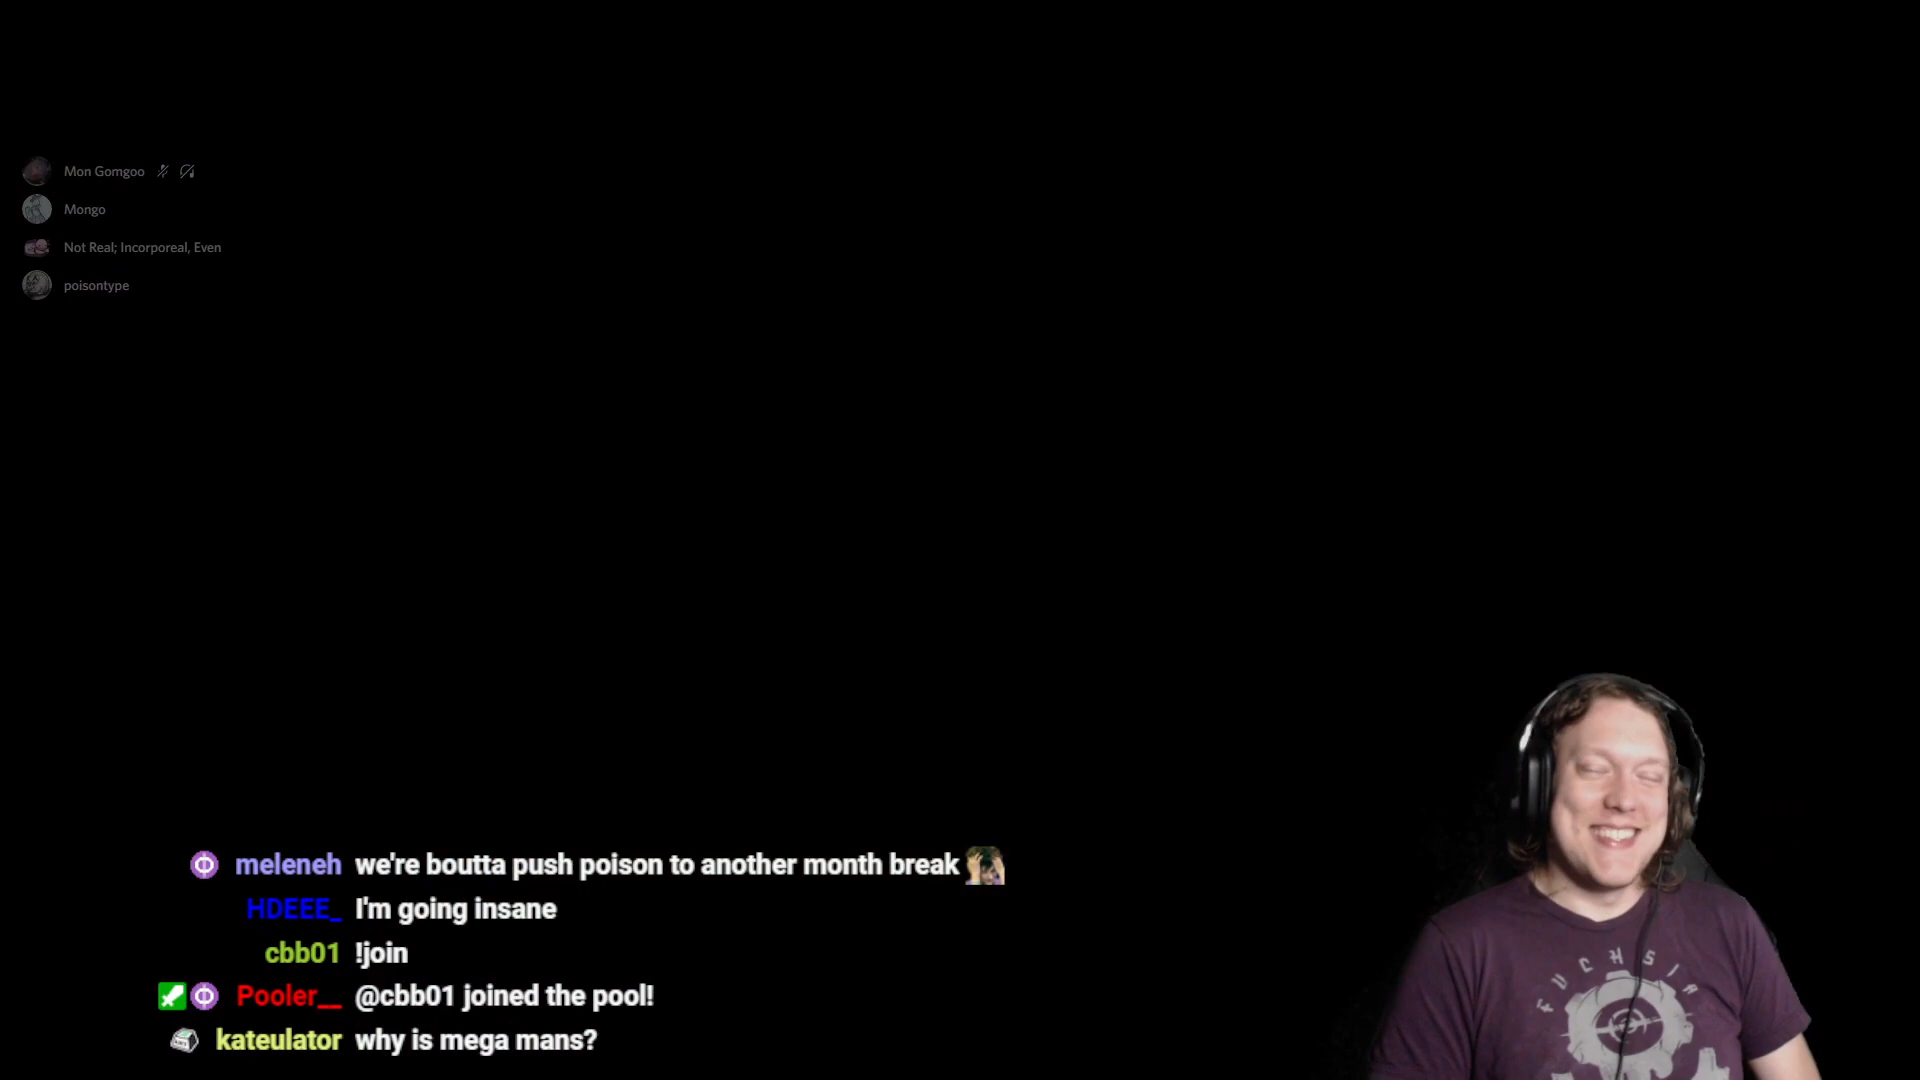 Mon Gomgoo
Mongo
Not Real; Incorporeal, Even
poisontype
meleneh we're boutta push poison to another month break
HDEEE_ I'm going insane
cbb01 !join
Pooler__ @cbb01 joined the pool!
kateulator why is mega mans?
FUCHSIA